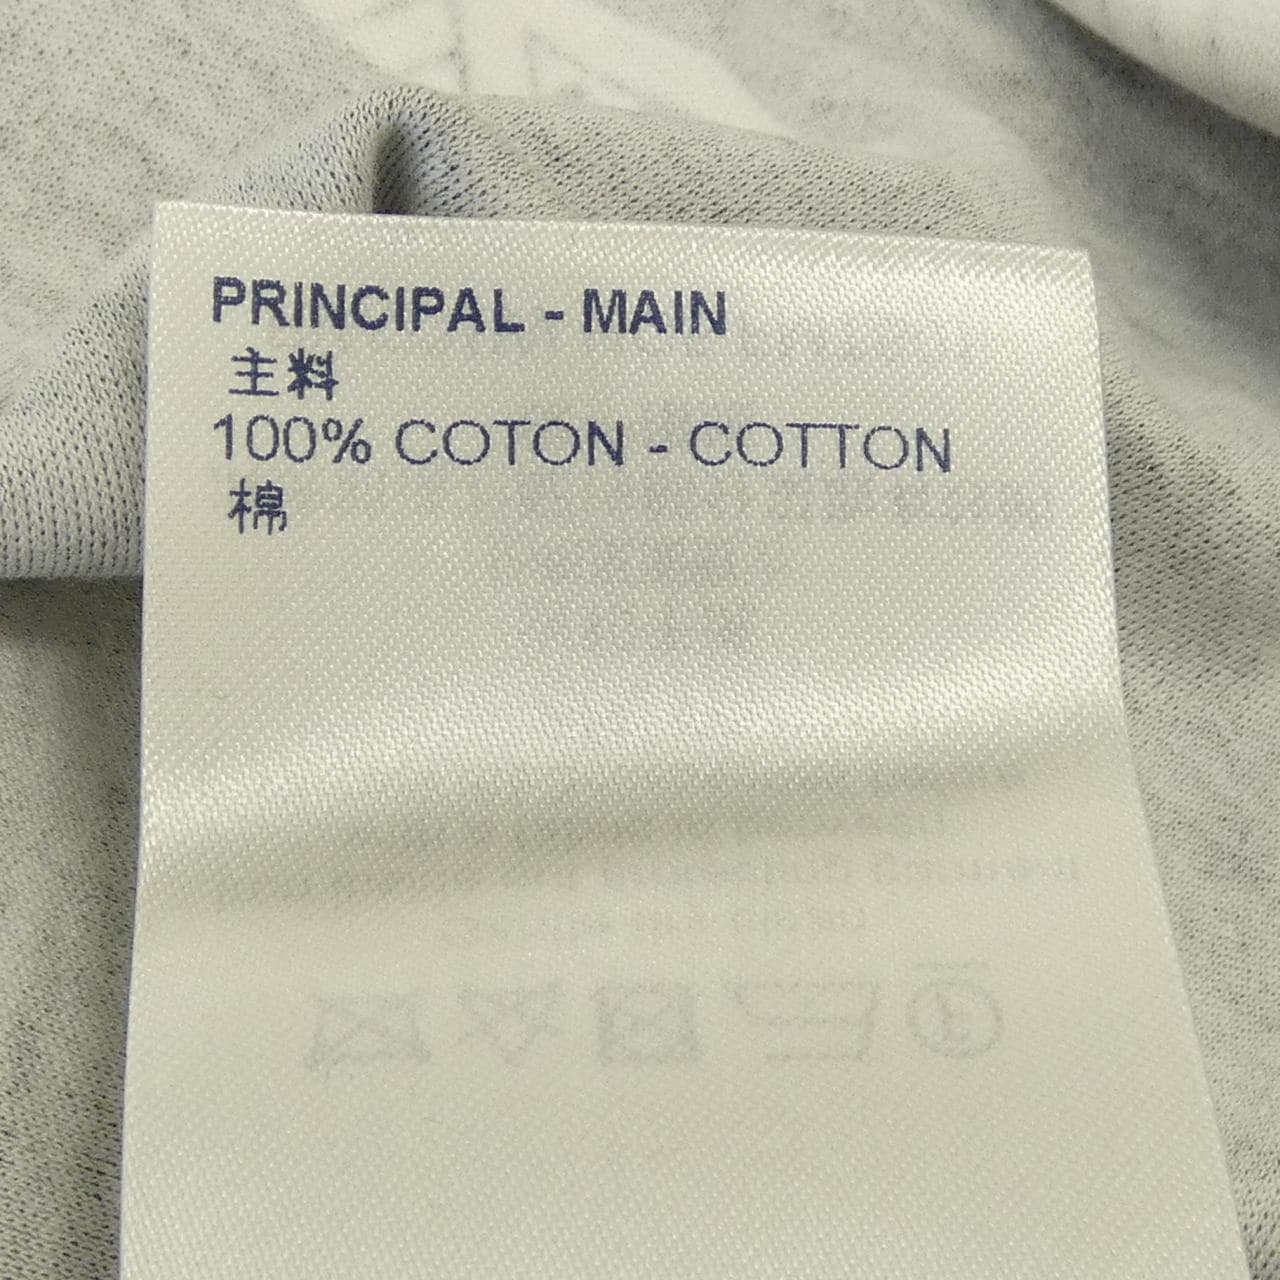 PRINCIPAL - MAIN
主料
100% COTON - COTTON
棉